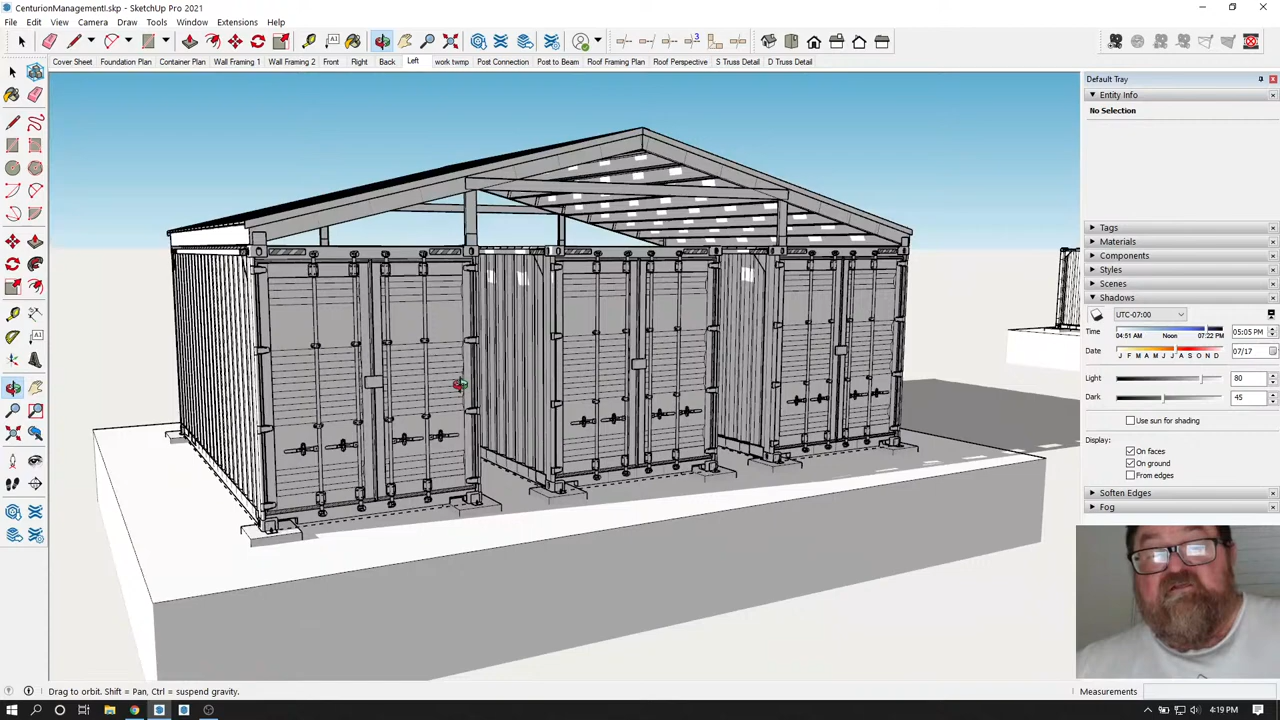 CenturionManagementI.skp - SketchUp Pro 2021
File Edit View Camera Draw Tools Window Extensions Help
3
Cover Sheet Foundation Plan Container Plan Wall Framing 1 Wall Framing 2 Front Right Back Left work twmp Post Connection Post to Beam Roof Framing Plan Roof Perspective S Truss Detail D Truss Detail
Default Tray
Entity Info
No Selection
Tags
Materials
Components
Styles
Scenes
Shadows
UTC-07:00
Time 05:05 PM
04:51 AM Noon 07:22 PM
Date 07/17
J F M A M J J A S O N D
Light 80
Dark 45
Use sun for shading
Display:
On faces
On ground
From edges
Soften Edges
Fog
Drag to orbit. Shift = Pan, Ctrl = suspend gravity.
Measurements
4:19 PM